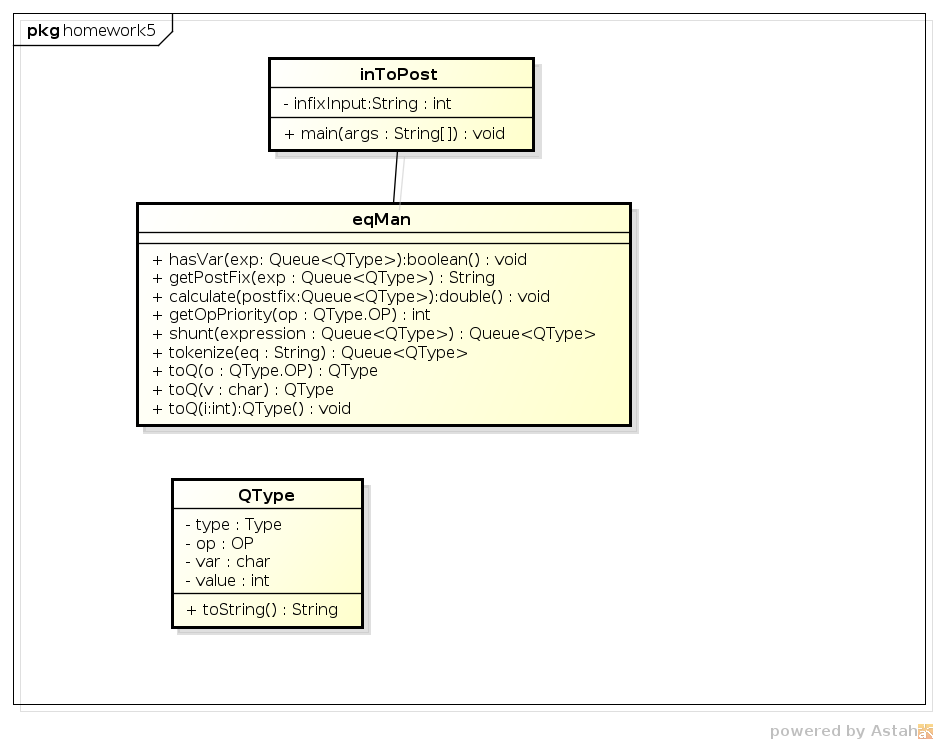 pkg homework5
inToPost
- infixInput:String : int
+ main(args : String[]) : void
eqMan
+ hasVar(exp: Queue<QType>):boolean() : void
+ getPostFix(exp : Queue<QType>) : String
+ calculate(postfix:Queue<QType>):double() : void
+ getOpPriority(op : QType.OP) : int
+ shunt(expression : Queue<QType>) : Queue<QType>
+ tokenize(eq : String) : Queue<QType>
+ toQ(o : QType.OP) : QType
+ toQ(v : char) : QType
+ toQ(i:int):QType() : void
QType
- type : Type
- op : OP
- var : char
- value : int
+ toString() : String
powered by Astah